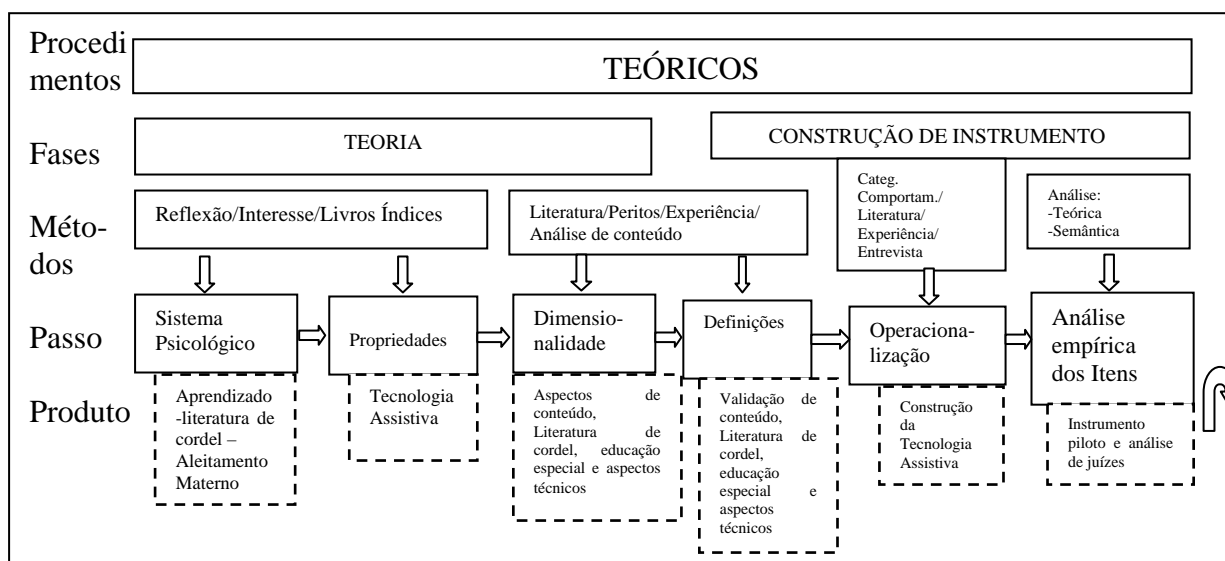 Procedi
mentos
TEÓRICOS
Fases
TEORIA
CONSTRUÇÃO DE INSTRUMENTO
Méto-
dos
Reflexão/Interesse/Livros Índices
Literatura/Peritos/Experiência/
Análise de conteúdo
Categ.
Comportam./
Literatura/
Experiência/
Entrevista
Análise:
-Teórica
-Semântica
Passo
Sistema
Psicológico
Propriedades
Dimensio-
nalidade
Definições
Operaciona-
lização
Análise
empírica
dos Itens
Produto
Aprendizado
-literatura de
cordel –
Aleitamento
Materno
Tecnologia
Assistiva
Aspectos de
conteúdo,
Literatura de
cordel, educação
especial e aspectos
técnicos
Validação de
conteúdo,
Literatura de
cordel,
educação
especial e
aspectos
técnicos
Construção
da
Tecnologia
Assistiva
Instrumento
piloto e análise
de juízes